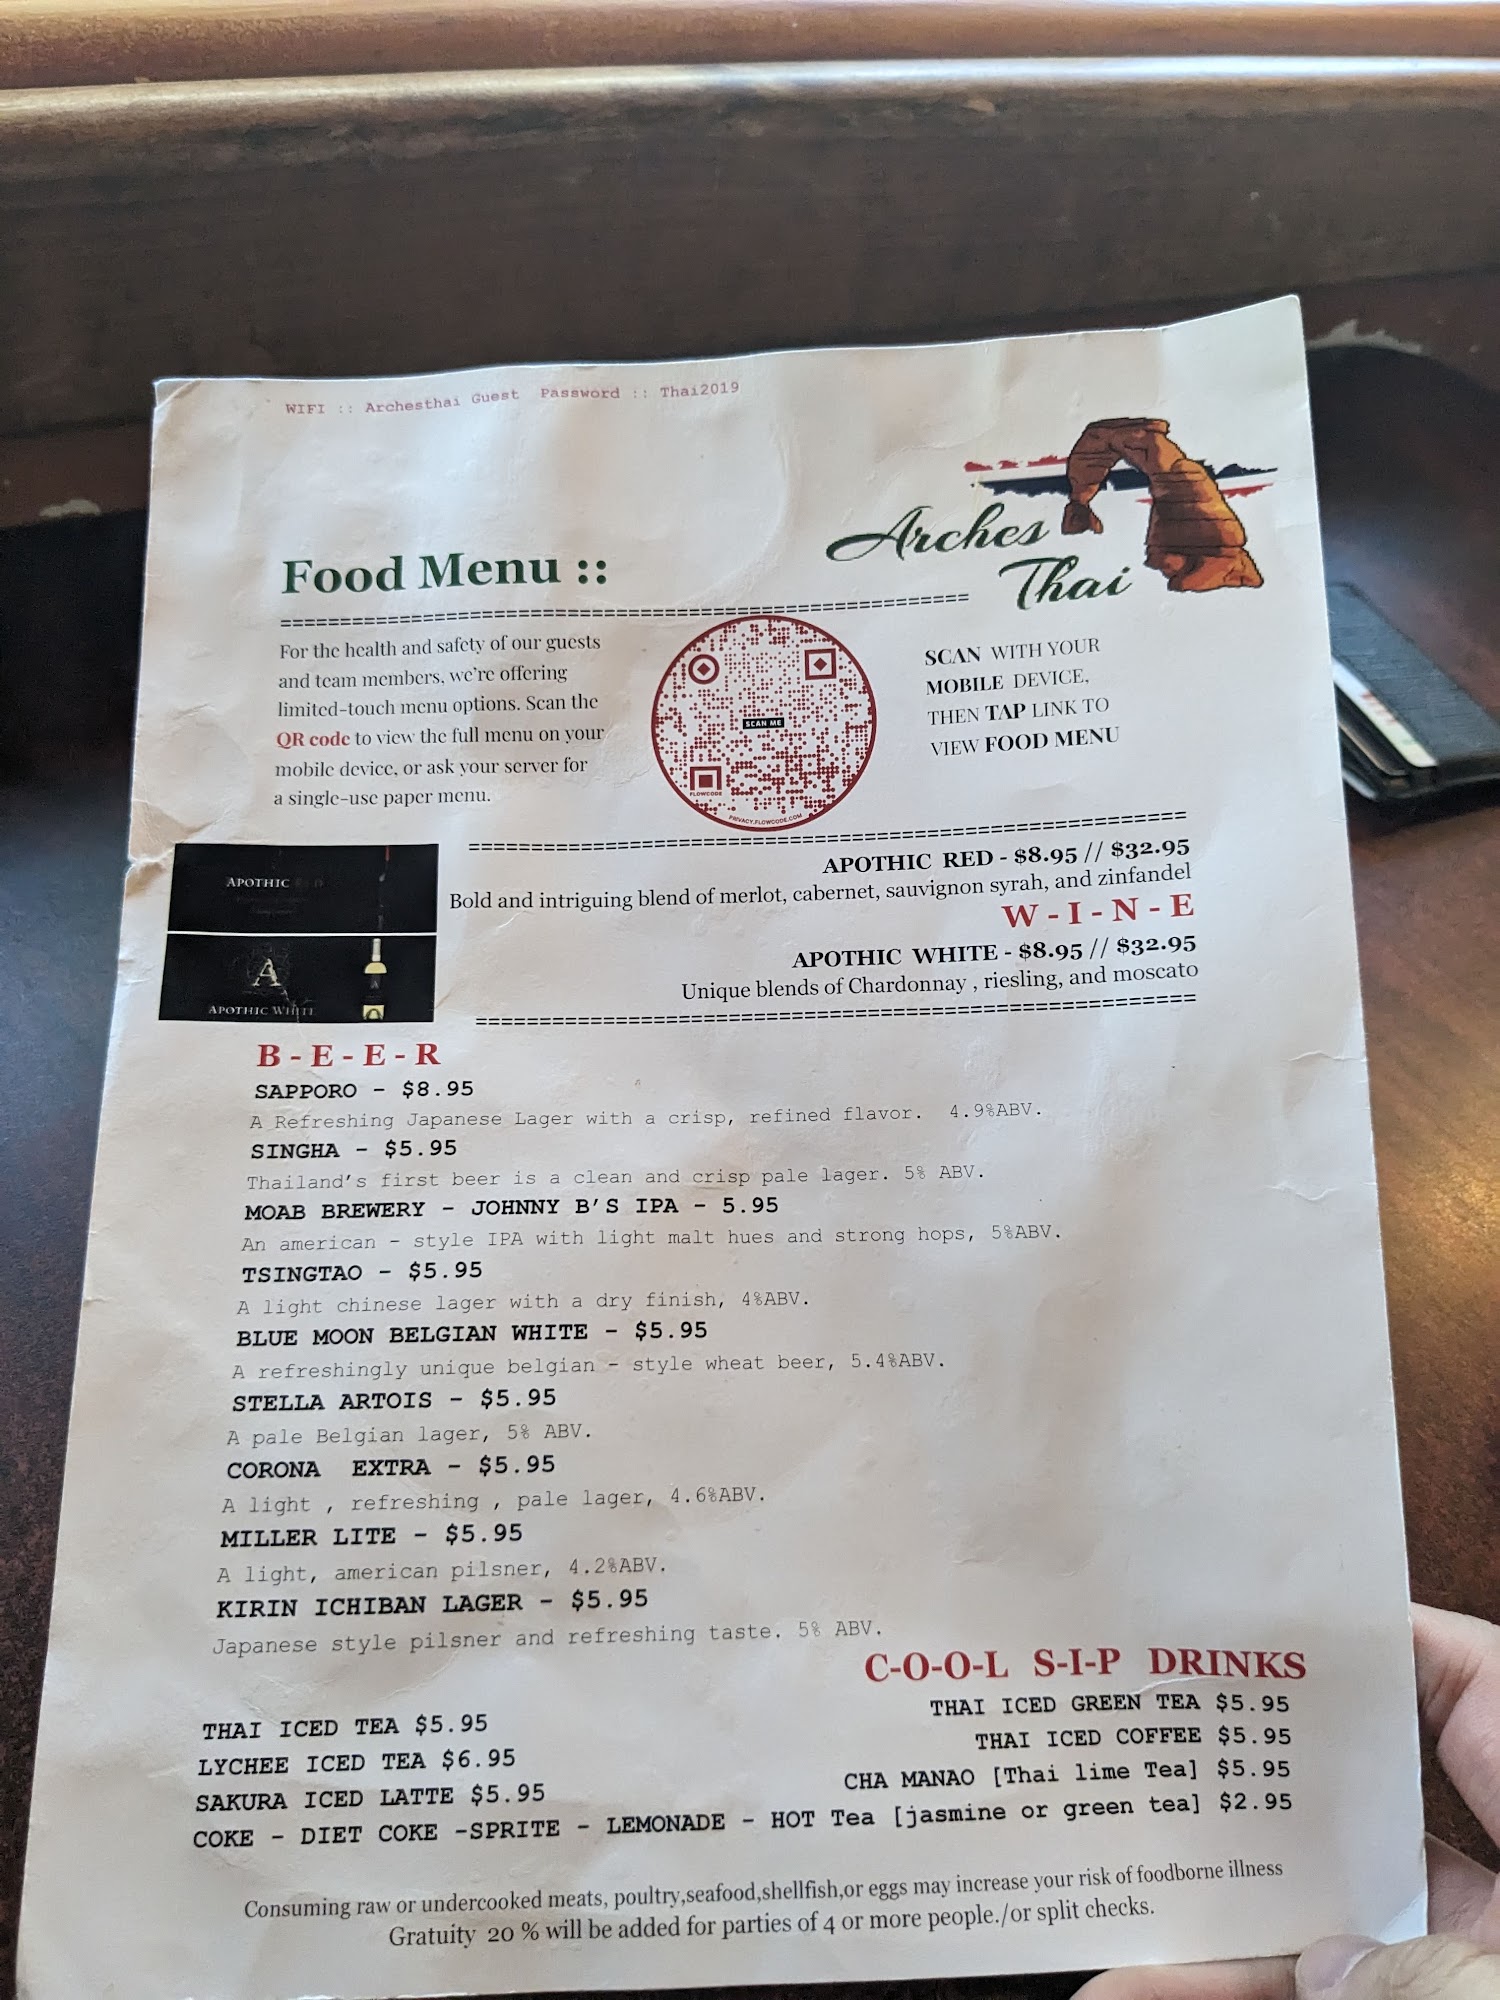 WIFI :: Archesthai Guest Password :: Thai2019
Arches
Thai
Food Menu ::
For the health and safety of our guests
and team members, we're offering
limited-touch menu options. Scan the
QR code to view the full menu on your
mobile device, or ask your server for
a single-use paper menu.
SCAN ME
FLOWCODE
PRIVACY.FLOWCODE.COM
SCAN WITH YOUR
MOBILE DEVICE,
THEN TAP LINK TO
VIEW FOOD MENU
APOTHIC
A
APOTHIC WHITE
APOTHIC RED - $8.95 // $32.95
Bold and intriguing blend of merlot, cabernet, sauvignon syrah, and zinfandel
W - I - N - E
APOTHIC WHITE - $8.95 // $32.95
Unique blends of Chardonnay , riesling, and moscato
B - E - E - R
SAPPORO - $8.95
A Refreshing Japanese Lager with a crisp, refined flavor. 4.9%ABV.
SINGHA - $5.95
Thailand's first beer is a clean and crisp pale lager. 5% ABV.
MOAB BREWERY - JOHNNY B'S IPA - 5.95
An american - style IPA with light malt hues and strong hops, 5%ABV.
TSINGTAO - $5.95
A light chinese lager with a dry finish, 4%ABV.
BLUE MOON BELGIAN WHITE - $5.95
A refreshingly unique belgian - style wheat beer, 5.4%ABV.
STELLA ARTOIS - $5.95
A pale Belgian lager, 5% ABV.
CORONA EXTRA - $5.95
A light , refreshing , pale lager, 4.6%ABV.
MILLER LITE - $5.95
A light, american pilsner, 4.2%ABV.
KIRIN ICHIBAN LAGER - $5.95
Japanese style pilsner and refreshing taste. 5% ABV.
C-O-O-L S-I-P DRINKS
THAI ICED TEA $5.95
LYCHEE ICED TEA $6.95
SAKURA ICED LATTE $5.95
THAI ICED GREEN TEA $5.95
THAI ICED COFFEE $5.95
CHA MANAO [Thai lime Tea] $5.95
COKE - DIET COKE -SPRITE - LEMONADE - HOT Tea [jasmine or green tea] $2.95
Consuming raw or undercooked meats, poultry,seafood,shellfish,or eggs may increase your risk of foodborne illness
Gratuity 20 % will be added for parties of 4 or more people./or split checks.